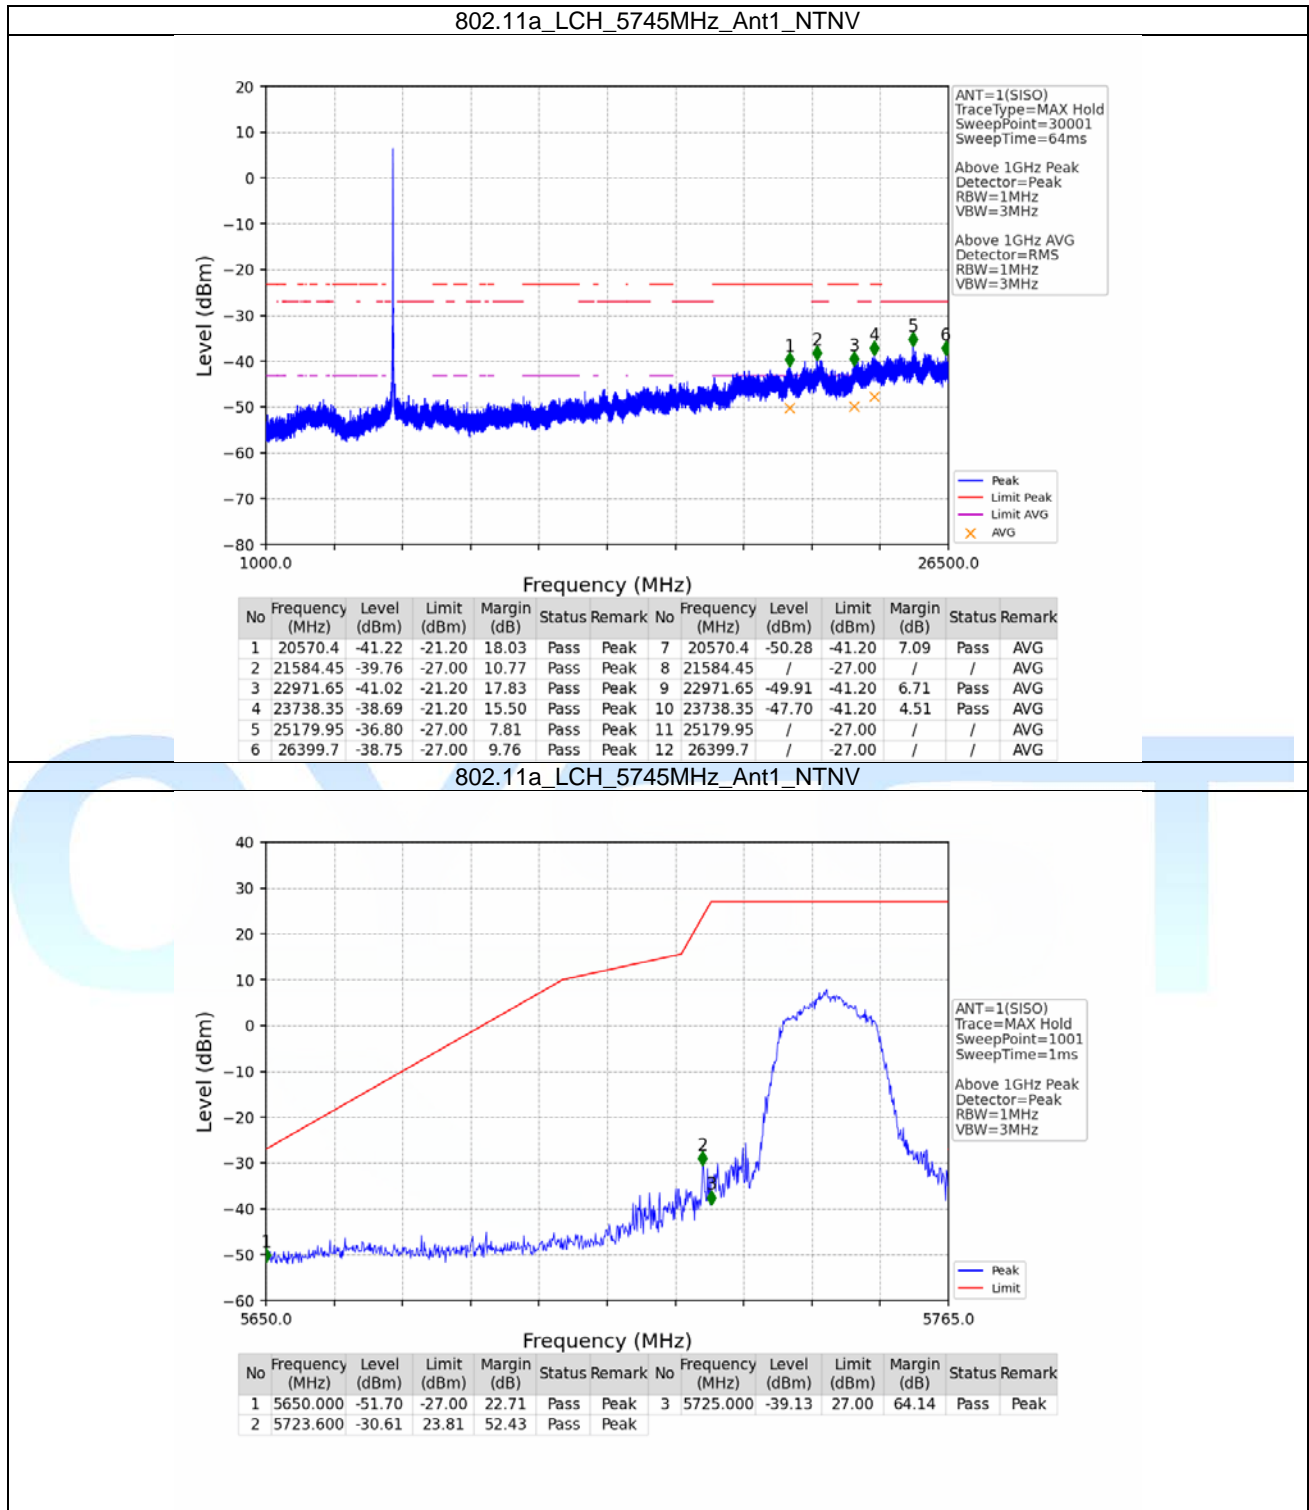 802.11a_LCH_5745MHz_Ant1_NTNV
20
10
0
−10
−20
−30
−40
−50
−60
−70
−80
Level (dBm)
1 2 3 4 5 6
1000.0 26500.0
Frequency (MHz)
ANT=1(SISO)
TraceType=MAX Hold
SweepPoint=30001
SweepTime=64ms
Above 1GHz Peak
Detector=Peak
RBW=1MHz
VBW=3MHz
Above 1GHz AVG
Detector=RMS
RBW=1MHz
VBW=3MHz
Peak
Limit Peak
Limit AVG
AVG
No Frequency (MHz) Level (dBm) Limit (dBm) Margin (dB) Status Remark No Frequency (MHz) Level (dBm) Limit (dBm) Margin (dB) Status Remark
1 20570.4 -41.22 -21.20 18.03 Pass Peak 7 20570.4 -50.28 -41.20 7.09 Pass AVG
2 21584.45 -39.76 -27.00 10.77 Pass Peak 8 21584.45 / -27.00 / / AVG
3 22971.65 -41.02 -21.20 17.83 Pass Peak 9 22971.65 -49.91 -41.20 6.71 Pass AVG
4 23738.35 -38.69 -21.20 15.50 Pass Peak 10 23738.35 -47.70 -41.20 4.51 Pass AVG
5 25179.95 -36.80 -27.00 7.81 Pass Peak 11 25179.95 / -27.00 / / AVG
6 26399.7 -38.75 -27.00 9.76 Pass Peak 12 26399.7 / -27.00 / / AVG
802.11a_LCH_5745MHz_Ant1_NTNV
40
30
20
10
0
−10
−20
−30
−40
−50
−60
Level (dBm)
1 2 3
5650.0 5765.0
Frequency (MHz)
ANT=1(SISO)
Trace=MAX Hold
SweepPoint=1001
SweepTime=1ms
Above 1GHz Peak
Detector=Peak
RBW=1MHz
VBW=3MHz
Peak
Limit
No Frequency (MHz) Level (dBm) Limit (dBm) Margin (dB) Status Remark No Frequency (MHz) Level (dBm) Limit (dBm) Margin (dB) Status Remark
1 5650.000 -51.70 -27.00 22.71 Pass Peak 3 5725.000 -39.13 27.00 64.14 Pass Peak
2 5723.600 -30.61 23.81 52.43 Pass Peak